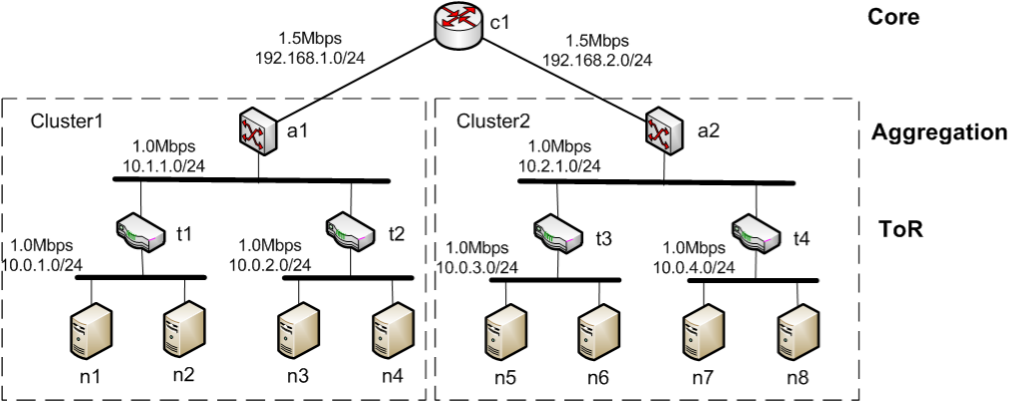 Core
c1
1.5Mbps
192.168.1.0/24
1.5Mbps
192.168.2.0/24
Cluster1
a1
Cluster2
a2
Aggregation
1.0Mbps
10.1.1.0/24
1.0Mbps
10.2.1.0/24
t1
t2
t3
t4
ToR
1.0Mbps
10.0.1.0/24
1.0Mbps
10.0.2.0/24
1.0Mbps
10.0.3.0/24
1.0Mbps
10.0.4.0/24
n1
n2
n3
n4
n5
n6
n7
n8